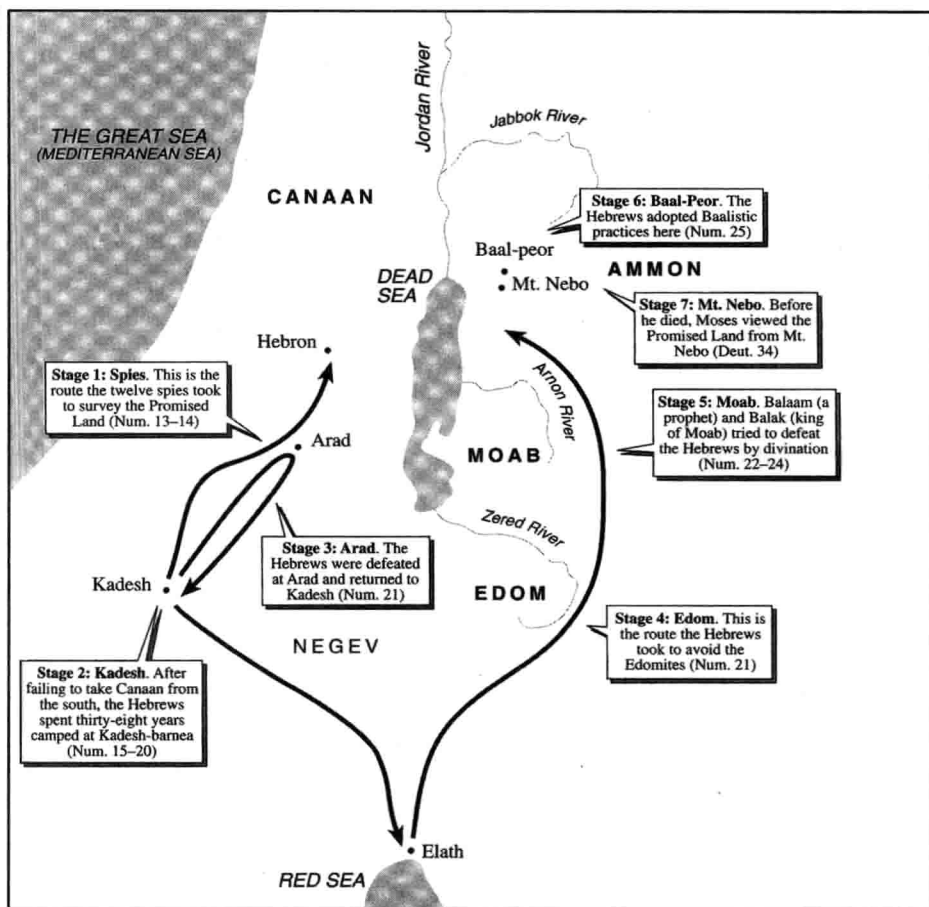 THE GREAT SEA
(MEDITERRANEAN SEA)
Jordan River
Jabbok River
CANAAN
Stage 6: Baal-Peor. The
Hebrews adopted Baalistic
practices here (Num. 25)
Baal-peor
AMMON
Mt. Nebo
DEAD
SEA
Stage 7: Mt. Nebo. Before
he died, Moses viewed the
Promised Land from Mt.
Nebo (Deut. 34)
Hebron
Stage 1: Spies. This is the
route the twelve spies took
to survey the Promised
Land (Num. 13–14)
Arnon River
Stage 5: Moab. Balaam (a
prophet) and Balak (king
of Moab) tried to defeat
the Hebrews by divination
(Num. 22–24)
Arad
MOAB
Zered River
Stage 3: Arad. The
Hebrews were defeated
at Arad and returned to
Kadesh (Num. 21)
Kadesh
EDOM
Stage 4: Edom. This is
the route the Hebrews
took to avoid the
Edomites (Num. 21)
NEGEV
Stage 2: Kadesh. After
failing to take Canaan from
the south, the Hebrews
spent thirty-eight years
camped at Kadesh-barnea
(Num. 15–20)
Elath
RED SEA